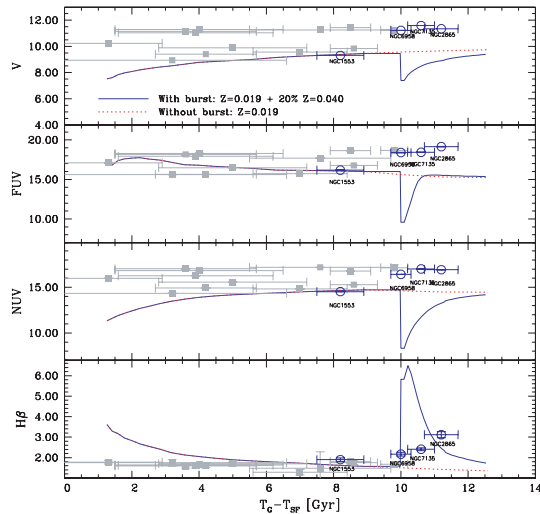 12.00
10.00
8.00
6.00
4.00
V
NGC6958
NGC7135
NGC2865
NGC1553
With burst: Z=0.019 + 20% Z=0.040
Without burst: Z=0.019
20.00
15.00
10.00
FUV
NGC6958
NGC7135
NGC2865
NGC1553
15.00
10.00
NUV
NGC6958
NGC7135
NGC2865
NGC1553
6.00
5.00
4.00
3.00
2.00
Hβ
NGC6958
NGC7135
NGC2865
NGC1553
0 2 4 6 8 10 12 14
T_G−T_SF [Gyr]